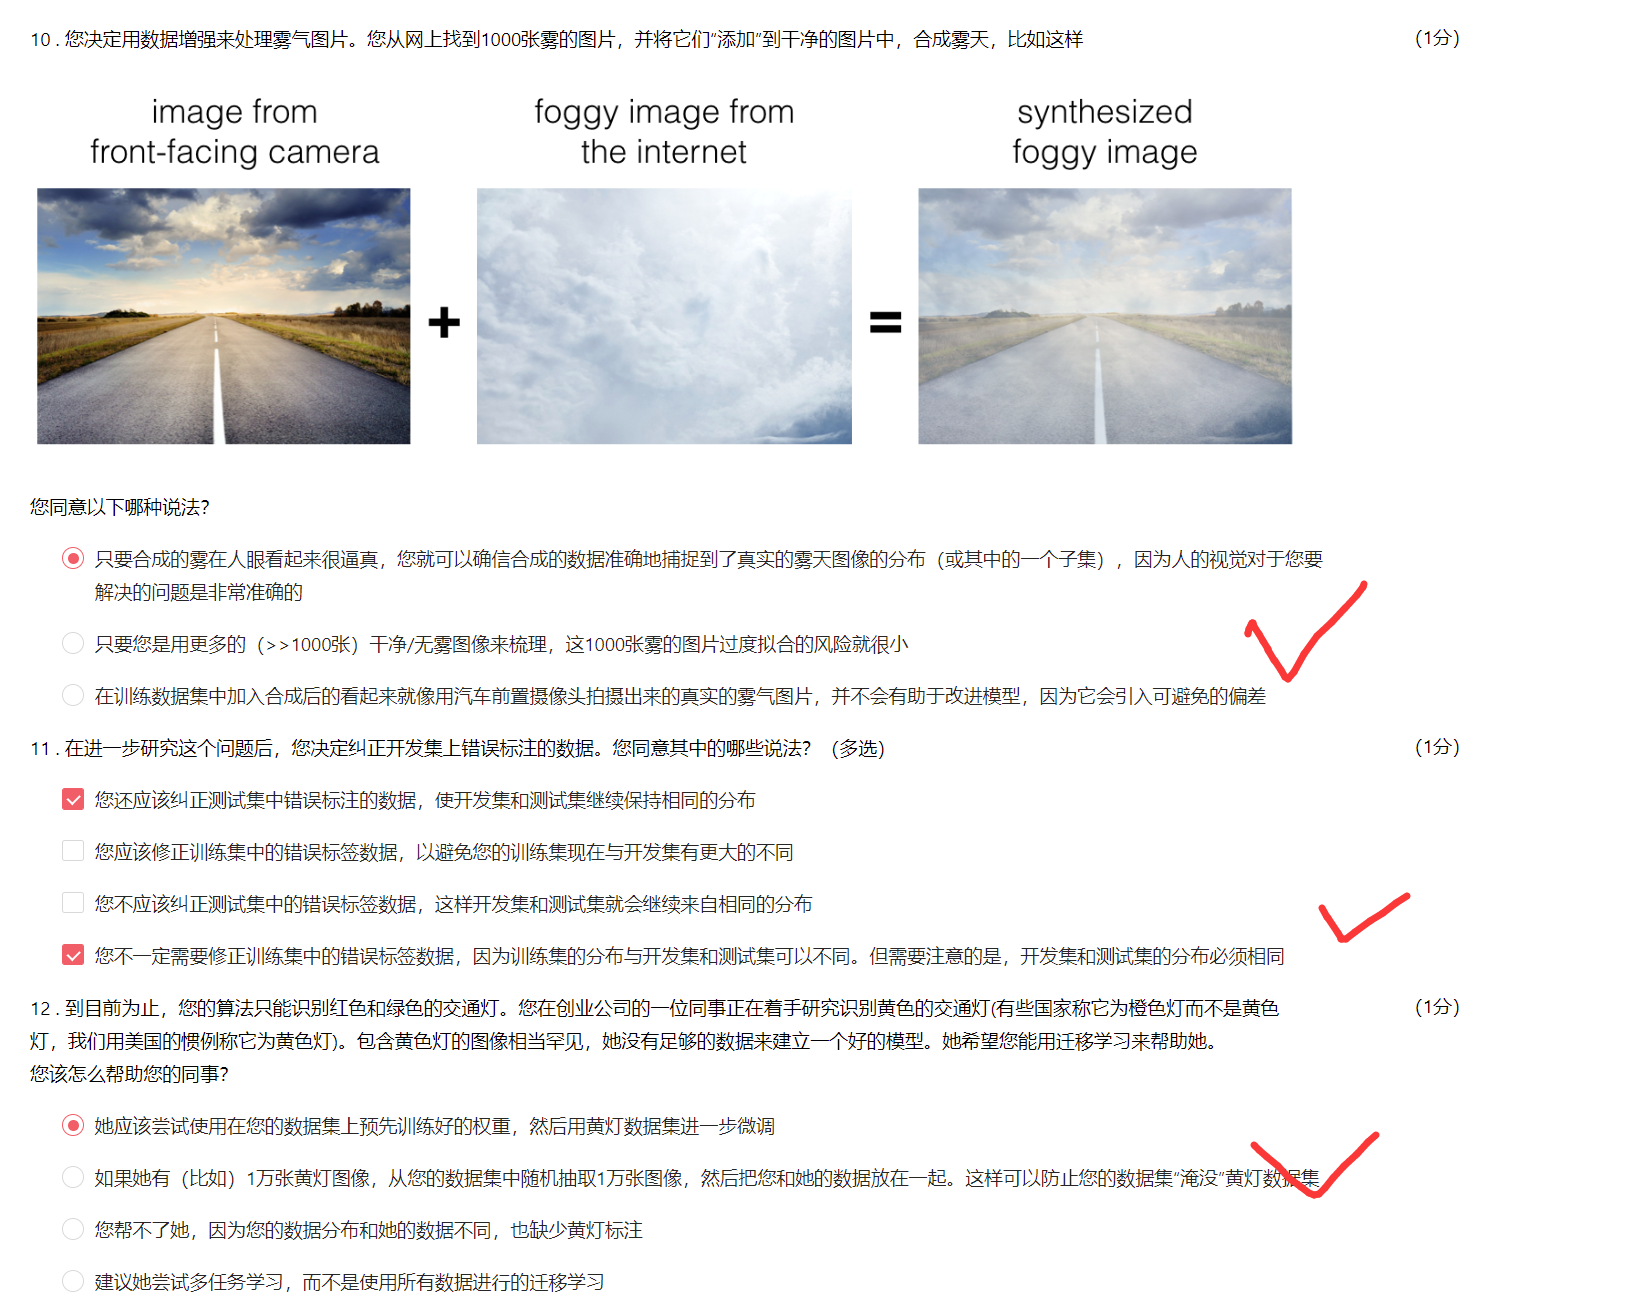 10 . 您决定用数据增强来处理雾气图片。您从网上找到1000张雾的图片，并将它们“添加”到干净的图片中，合成雾天，比如这样 （1分）
image from
front-facing camera
foggy image from
the internet
synthesized
foggy image
+
=
您同意以下哪种说法？
只要合成的雾在人眼看起来很逼真，您就可以确信合成的数据准确地捕捉到了真实的雾天图像的分布（或其中的一个子集），因为人的视觉对于您要
解决的问题是非常准确的
只要您是用更多的（>>1000张）干净/无雾图像来梳理，这1000张雾的图片过度拟合的风险就很小
在训练数据集中加入合成后的看起来就像用汽车前置摄像头拍摄出来的真实的雾气图片，并不会有助于改进模型，因为它会引入可避免的偏差
11 . 在进一步研究这个问题后，您决定纠正开发集上错误标注的数据。您同意其中的哪些说法？（多选） （1分）
您还应该纠正测试集中错误标注的数据，使开发集和测试集继续保持相同的分布
您应该修正训练集中的错误标签数据，以避免您的训练集现在与开发集有更大的不同
您不应该纠正测试集中的错误标签数据，这样开发集和测试集就会继续来自相同的分布
您不一定需要修正训练集中的错误标签数据，因为训练集的分布与开发集和测试集可以不同。但需要注意的是，开发集和测试集的分布必须相同
12 . 到目前为止，您的算法只能识别红色和绿色的交通灯。您在创业公司的一位同事正在着手研究识别黄色的交通灯(有些国家称它为橙色灯而不是黄色 （1分）
灯，我们用美国的惯例称它为黄色灯)。包含黄色灯的图像相当罕见，她没有足够的数据来建立一个好的模型。她希望您能用迁移学习来帮助她。
您该怎么帮助您的同事？
她应该尝试使用在您的数据集上预先训练好的权重，然后用黄灯数据集进一步微调
如果她有（比如）1万张黄灯图像，从您的数据集中随机抽取1万张图像，然后把您和她的数据放在一起。这样可以防止您的数据集“淹没”黄灯数据集
您帮不了她，因为您的数据分布和她的数据不同，也缺少黄灯标注
建议她尝试多任务学习，而不是使用所有数据进行的迁移学习